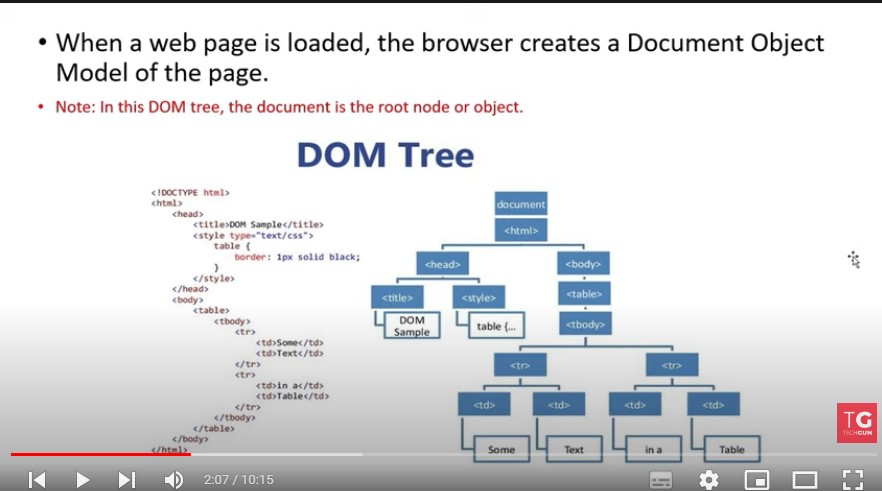 • When a web page is loaded, the browser creates a Document Object
Model of the page.
• Note: In this DOM tree, the document is the root node or object.
DOM Tree
<!DOCTYPE html>
<html>
<head>
<title>DOM Sample</title>
<style type="text/css">
table {
border: 1px solid black;
}
</style>
</head>
<body>
<table>
<tbody>
<tr>
<td>Some</td>
<td>Text</td>
</tr>
<tr>
<td>in a</td>
<td>Table</td>
</tr>
</tbody>
</table>
</body>
</html>
document
<html>
<head>
<body>
<title>
<style>
<table>
DOM
Sample
table {...
<tbody>
<tr>
<tr>
<td>
<td>
<td>
<td>
Some
Text
in a
Table
TG
TECHGUN
2:07 / 10:15